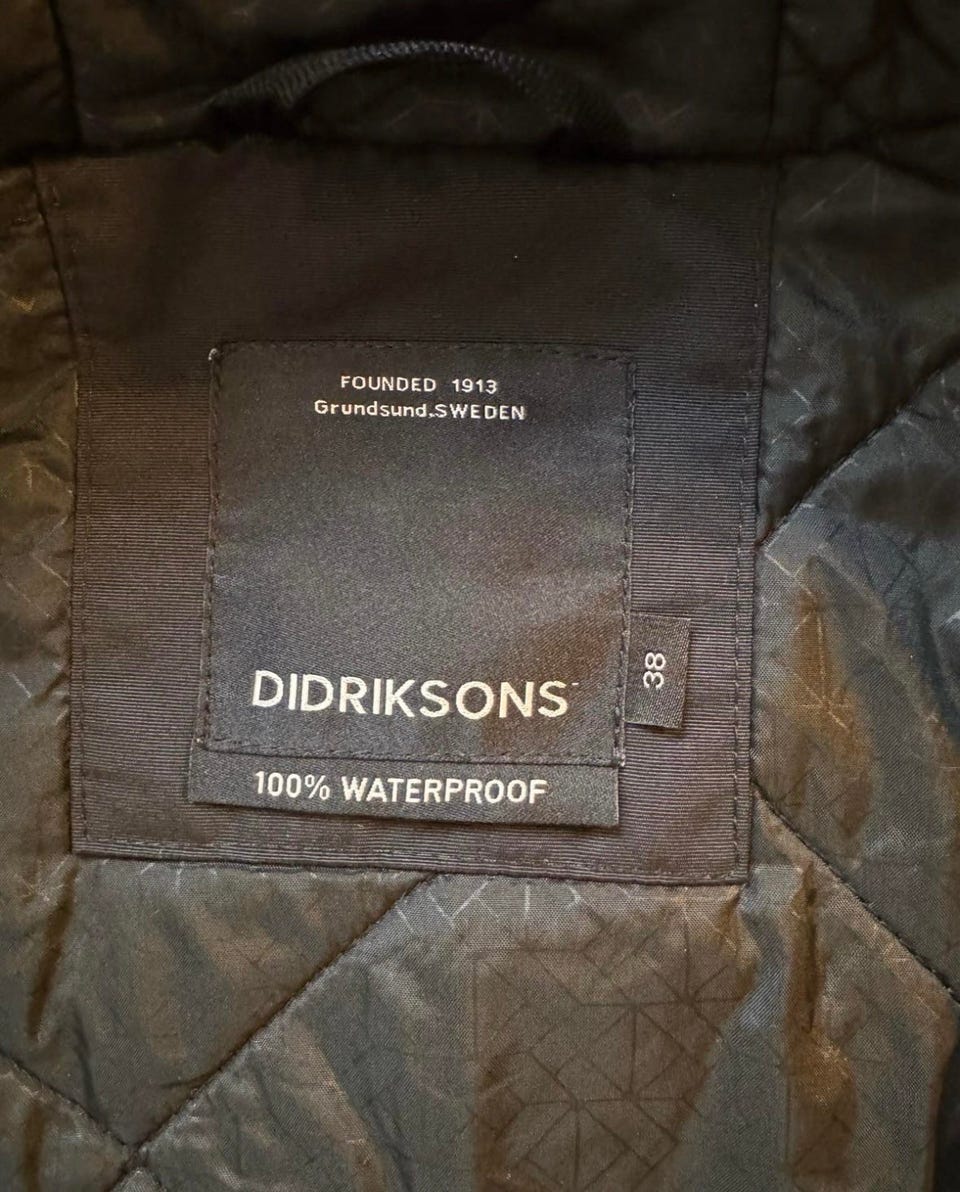 FOUNDED 1913
Grundsund.SWEDEN
DIDRIKSONS
38
100% WATERPROOF